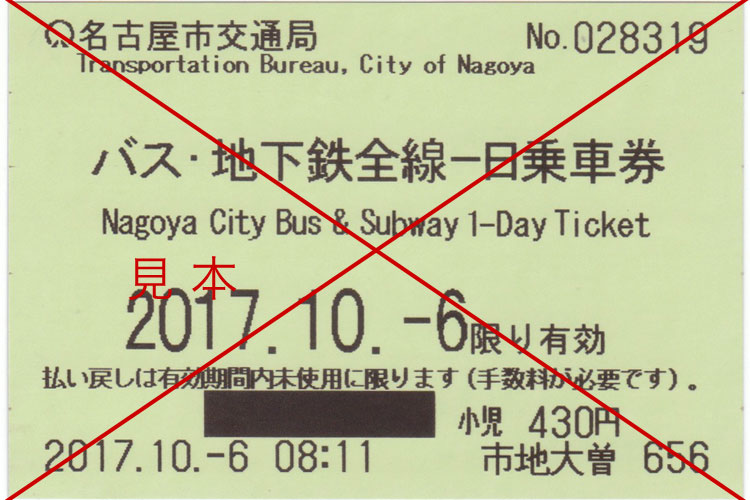 名古屋市交通局 No.028319
Transportation Bureau, City of Nagoya
バス・地下鉄全線一日乗車券
Nagoya City Bus & Subway 1-Day Ticket
見本
2017.10.-6限り有効
払い戻しは有効期間内未使用に限ります(手数料が必要です)。
小児 430円
2017.10.-6 08:11 市地大曽 656